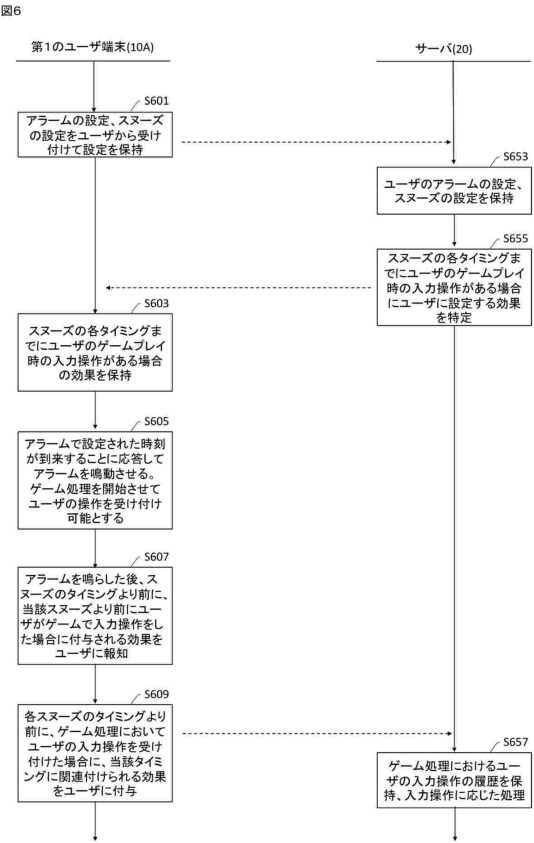 図6
第1のユーザ端末(10A)
サーバ(20)
S601
アラームの設定、スヌーズ
の設定をユーザから受け
付けて設定を保持
S653
ユーザのアラームの設定、
スヌーズの設定を保持
S655
スヌーズの各タイミングま
でにユーザのゲームプレイ
時の入力操作がある場合
にユーザに設定する効果
を特定
S603
スヌーズの各タイミングま
でにユーザのゲームプレイ
時の入力操作がある場合
の効果を保持
S605
アラームで設定された時刻
が到来することに応答して
アラームを鳴動させる。
ゲーム処理を開始させて
ユーザの操作を受け付け
可能とする
S607
アラームを鳴らした後、ス
ヌーズのタイミングより前に、
当該スヌーズより前にユー
ザがゲームで入力操作をし
た場合に付与される効果を
ユーザに報知
S609
各スヌーズのタイミングより
前に、ゲーム処理において
ユーザの入力操作を受け
付けた場合に、当該タイミ
ングに関連付けられる効果
をユーザに付与
S657
ゲーム処理におけるユー
ザの入力操作の履歴を保
持、入力操作に応じた処理